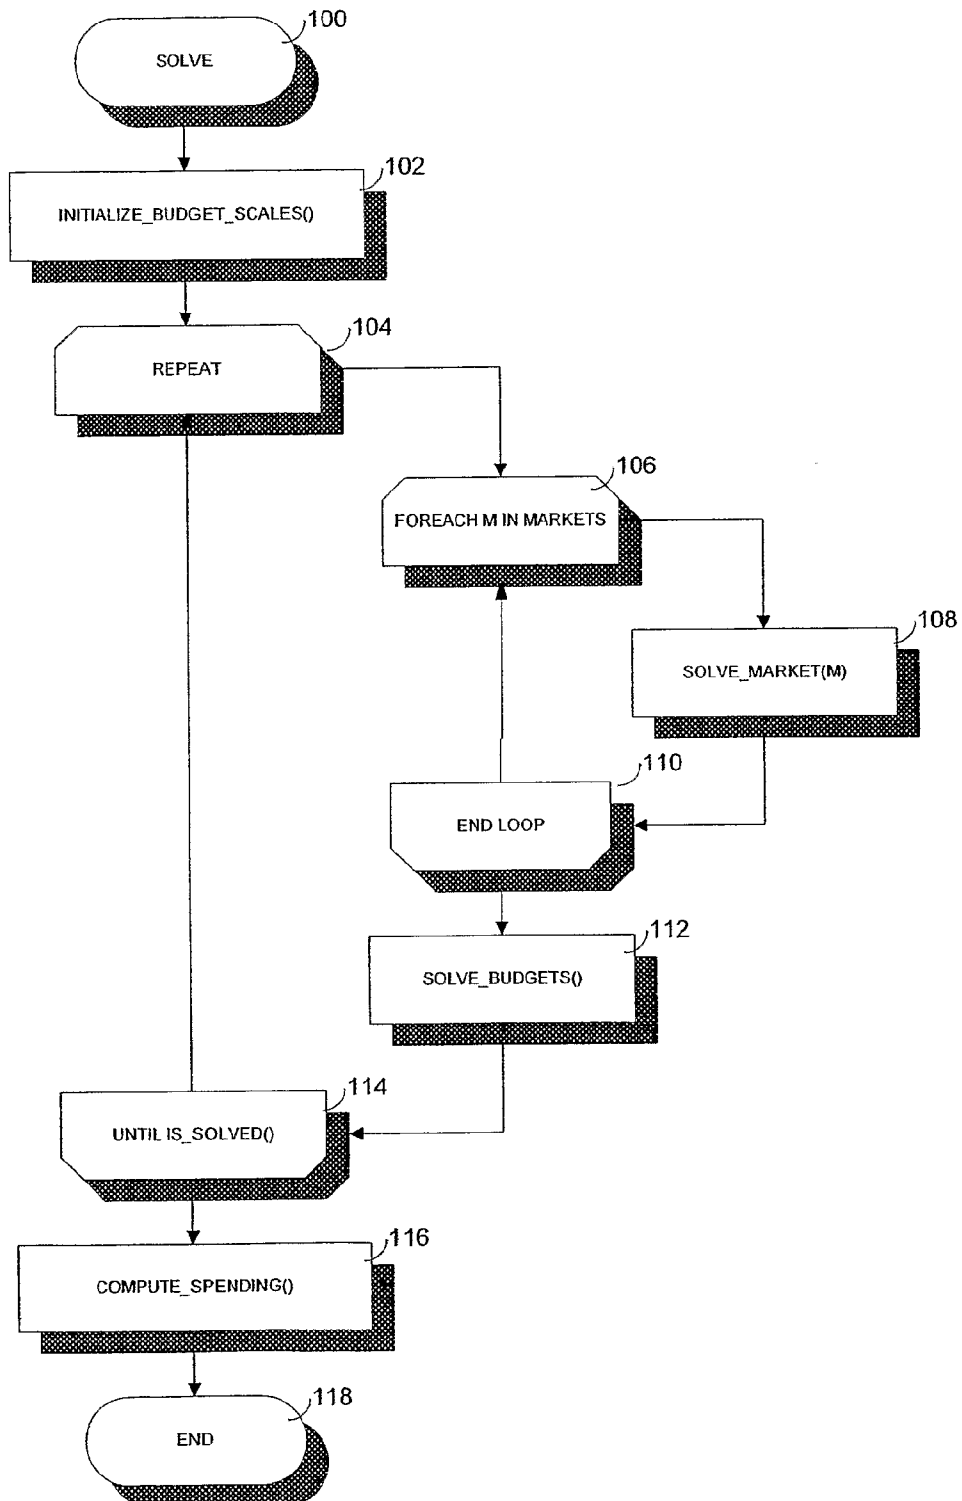 100
SOLVE
102
INITIALIZE_BUDGET_SCALES()
104
REPEAT
106
FOREACH M IN MARKETS
108
SOLVE_MARKET(M)
110
END LOOP
112
SOLVE_BUDGETS()
114
UNTIL IS_SOLVED()
116
COMPUTE_SPENDING()
118
END